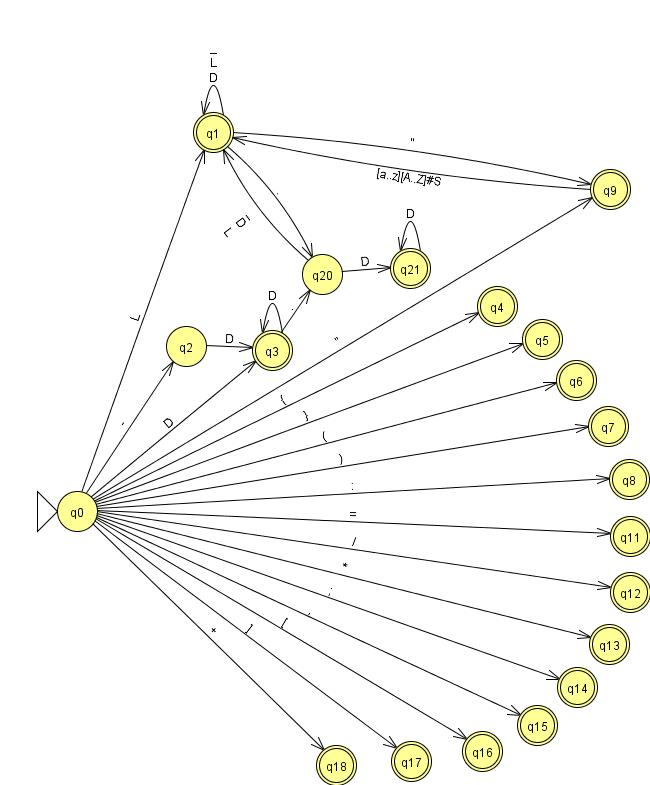 _
L
D
q1
"
[a..z][A..Z]#S
q9
.
_
D
L
D
q21
q20
D
L
D
.
q4
q2
D
q3
"
q5
q6
-
D
{
}
(
q7
)
:
q8
q0
=
q11
/
q12
*
;
q13
,
[
]
+
q14
q15
q16
q17
q18